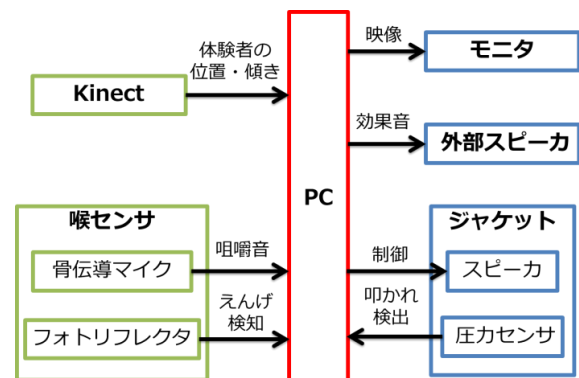 体験者の
位置・傾き
Kinect
喉センサ
骨伝導マイク
咀嚼音
フォトリフレクタ
えんげ
検知
PC
映像
モニタ
効果音
外部スピーカ
ジャケット
制御
スピーカ
叩かれ
検出
圧力センサ